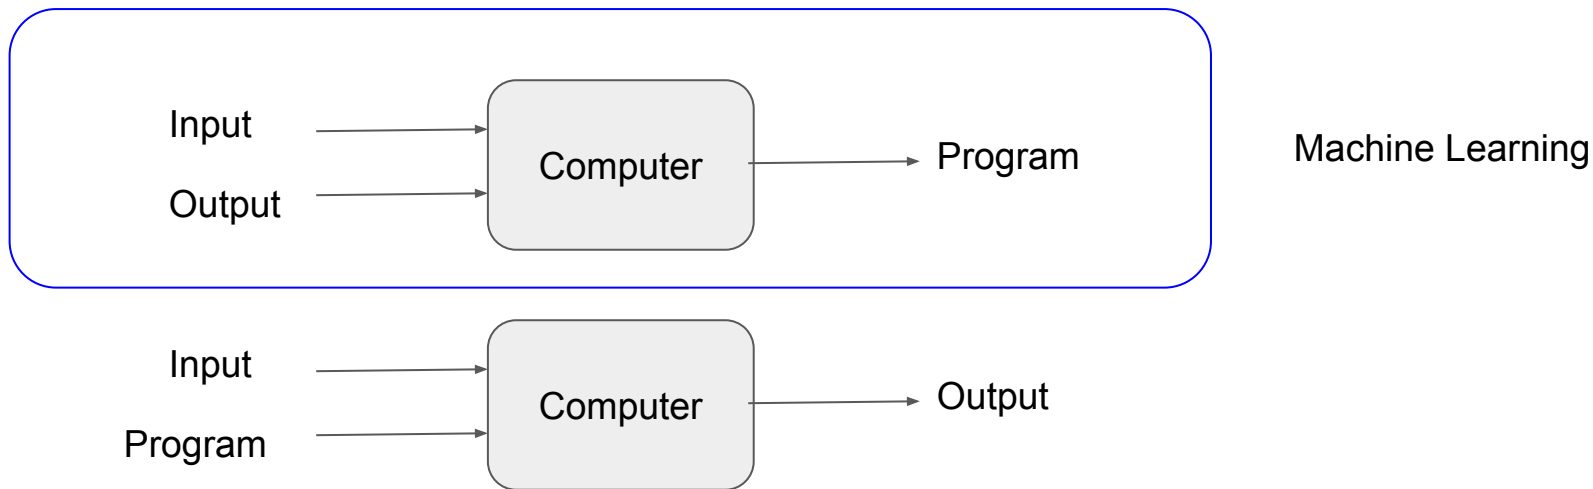 Input
Output
Computer
Program
Machine Learning
Input
Program
Computer
Output